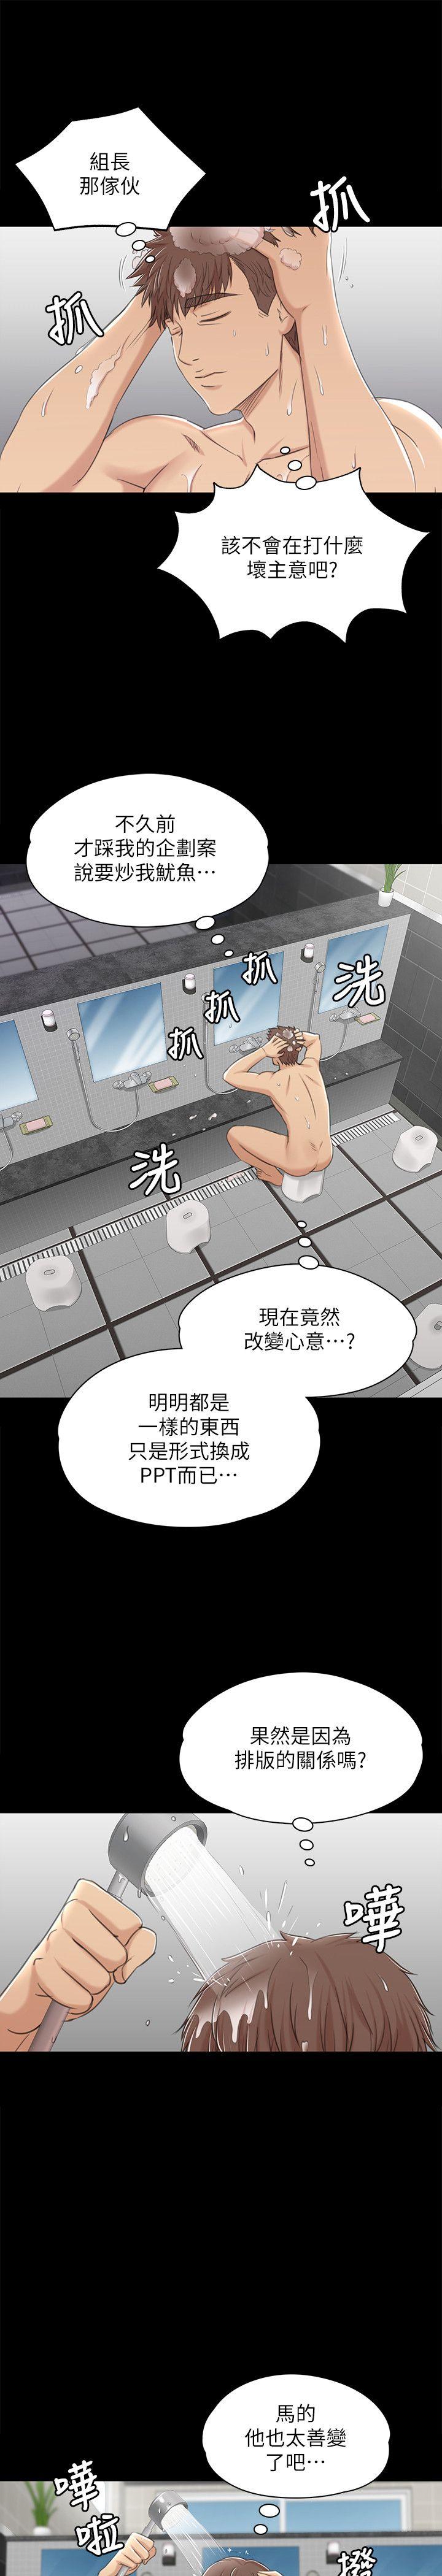 組長
那傢伙
抓
抓
該不會在打什麼
壞主意吧?
不久前
才踩我的企劃案
說要炒我魷魚…
抓
抓
抓
洗
洗
現在竟然
改變心意…?
明明都是
一樣的東西
只是形式換成
PPT而已…
果然是因為
排版的關係嗎?
嘩
馬的
他也太善變
了吧…
嘩
啦
撥